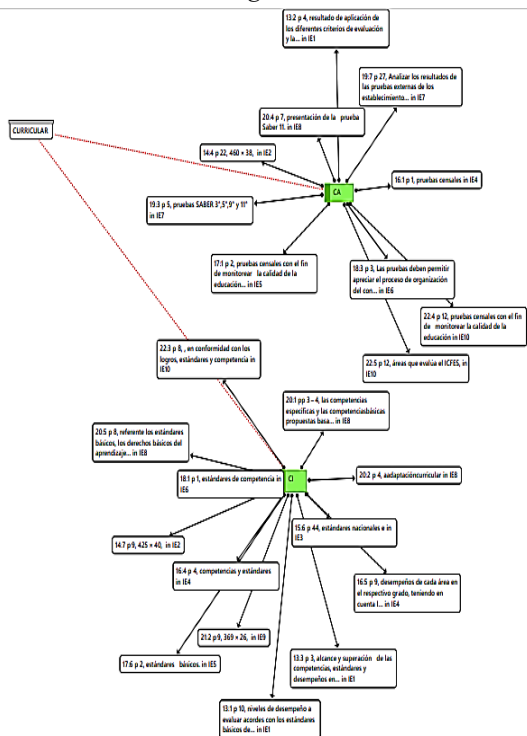 13:2 p 4, resultado de aplicación de
los diferentes criterios de evaluación
y la... in IE1
19:7 p 27, Analizar los resultados de
las pruebas externas de los
establecimiento... in IE7
20:4 p 7, presentación de la prueba
Saber 11. in IE8
CURRICULAR
14:4 p 22, 460 × 38, in IE2
16:1 p 1, pruebas censales in IE4
CA
19:3 p 5, pruebas SABER 3°,5°,9° y 11°
in IE7
17:1 p 2, pruebas censales con el fin
de monitorear la calidad de la
educación... in IE5
18:3 p 3, Las pruebas deben permitir
apreciar el proceso de organización
del con... in IE6
22:4 p 12, pruebas censales con el fin
de monitorear la calidad de la
educación in IE10
22:5 p 12, áreas que evalúa el ICFES, in
IE10
22:3 p 8, , en conformidad con los
logros, estándares y competencia in
IE10
20:1 pp 3 – 4, las competencias
específicas y las competenciasbásicas
propuestas basa... in IE8
20:5 p 8, referente los estándares
básicos, los derechos básicos del
aprendizaje... in IE8
18:1 p 1, estándares de competencia in
IE6
CI
20:2 p 4, aadaptacióncurricular in IE8
15:6 p 44, estándares nacionales e in
IE3
14:7 p 9, 425 × 40, in IE2
16:4 p 4, competencias y estándares
in IE4
16:5 p 9, desempeños de cada área en
el respectivo grado, teniendo en
cuenta l... in IE4
21:2 p 9, 369 × 26, in IE9
17:6 p 2, estándares básicos. in IE5
13:3 p 3, alcance y superación de las
competencias, estándares y
desempeños en... in IE1
13:1 p 10, niveles de desempeño a
evaluar acordes con los estándares
básicos de... in IE1